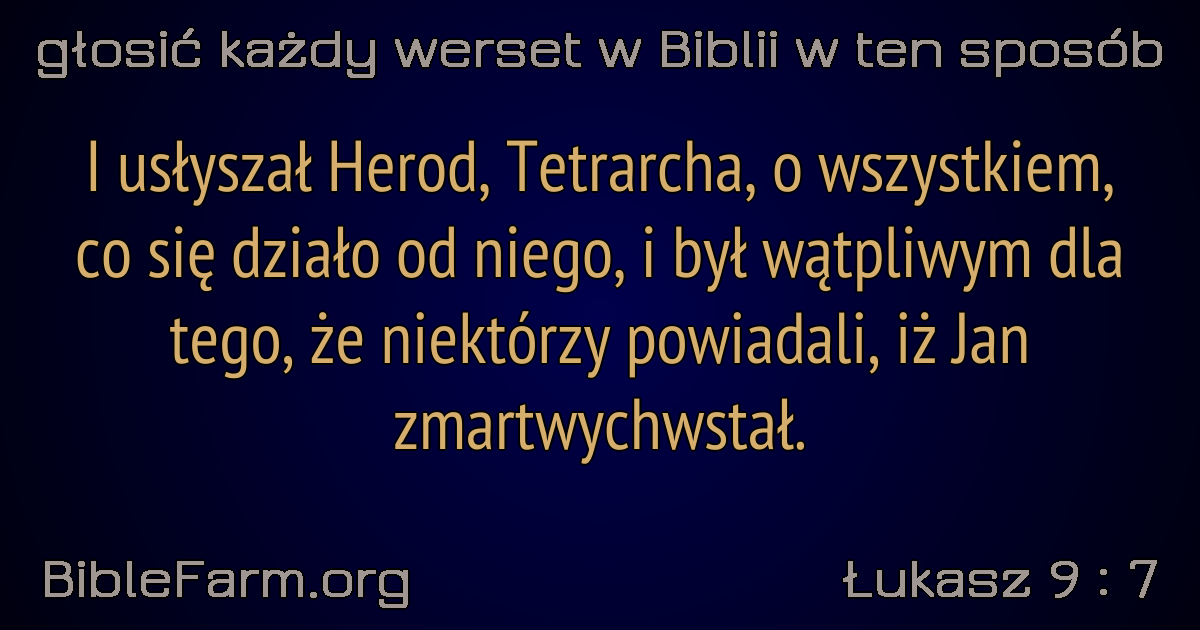 głosić każdy werset w Biblii w ten sposób
I usłyszał Herod, Tetrarcha, o wszystkiem,
co się działo od niego, i był wątpliwym dla
tego, że niektórzy powiadali, iż Jan
zmartwychwstał.
BibleFarm.org
Łukasz 9 : 7